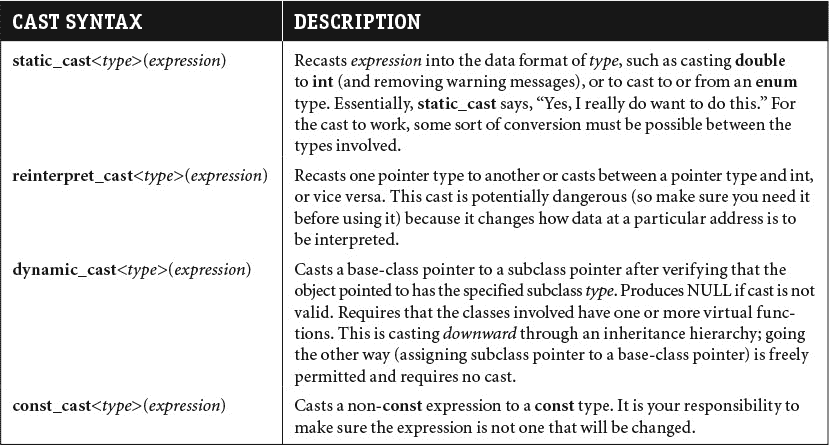 CAST SYNTAX DESCRIPTION
static_cast<type>(expression) Recasts expression into the data format of type, such as casting double
to int (and removing warning messages), or to cast to or from an enum
type. Essentially, static_cast says, “Yes, I really do want to do this.” For
the cast to work, some sort of conversion must be possible between the
types involved.
reinterpret_cast<type>(expression) Recasts one pointer type to another or casts between a pointer type and int,
or vice versa. This cast is potentially dangerous (so make sure you need it
before using it) because it changes how data at a particular address is to
be interpreted.
dynamic_cast<type>(expression) Casts a base-class pointer to a subclass pointer after verifying that the
object pointed to has the specified subclass type. Produces NULL if cast is not
valid. Requires that the classes involved have one or more virtual func-
tions. This is casting downward through an inheritance hierarchy; going
the other way (assigning subclass pointer to a base-class pointer) is freely
permitted and requires no cast.
const_cast<type>(expression) Casts a non-const expression to a const type. It is your responsibility to
make sure the expression is not one that will be changed.